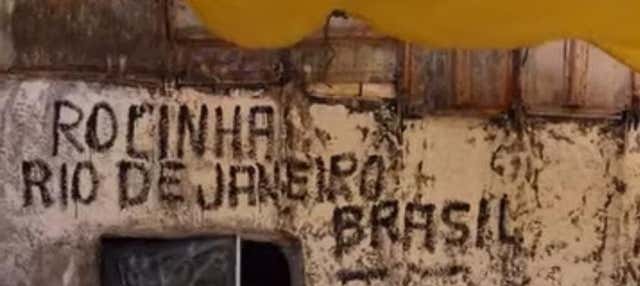 ROCINHA
RIO DE JANEIRO
BRASIL